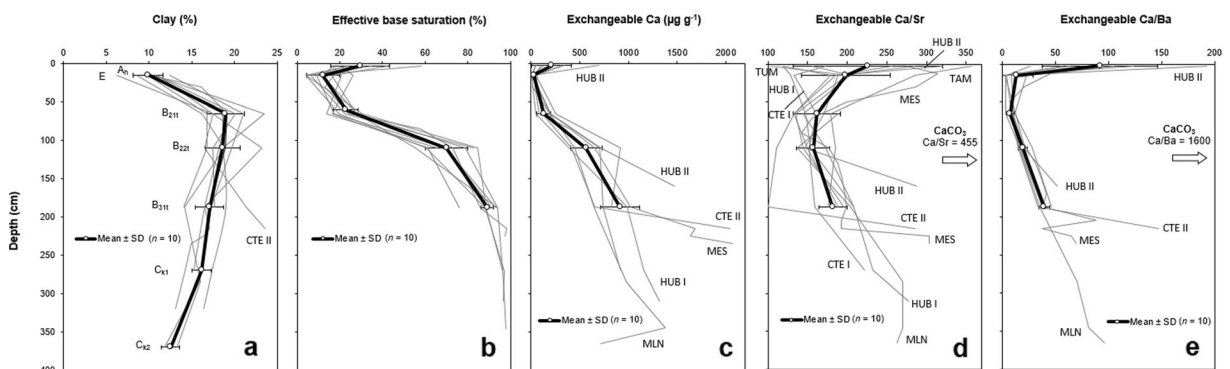 Clay (%)
0 5 10 15 20 25
0
50
100
150
200
250
300
350
400
Depth (cm)
E
An
B21t
B22t
B31t
Ck1
Ck2
Mean ± SD (n = 10)
CTE II
a
Effective base saturation (%)
0 20 40 60 80 100
Mean ± SD (n = 10)
b
Exchangeable Ca (µg g-1)
0 500 1000 1500 2000
HUB II
HUB II
CTE II
MES
HUB I
Mean ± SD (n = 10)
MLN
c
Exchangeable Ca/Sr
100 150 200 250 300 350
HUB II
TUM
TAM
HUB I
MES
CTE I
CaCO3
Ca/Sr = 455
HUB II
CTE II
MES
CTE I
HUB I
Mean ± SD (n = 10)
MLN
d
Exchangeable Ca/Ba
0 50 100 150 200
HUB II
CaCO3
Ca/Ba = 1600
HUB II
CTE II
MES
Mean ± SD (n = 10)
MLN
e